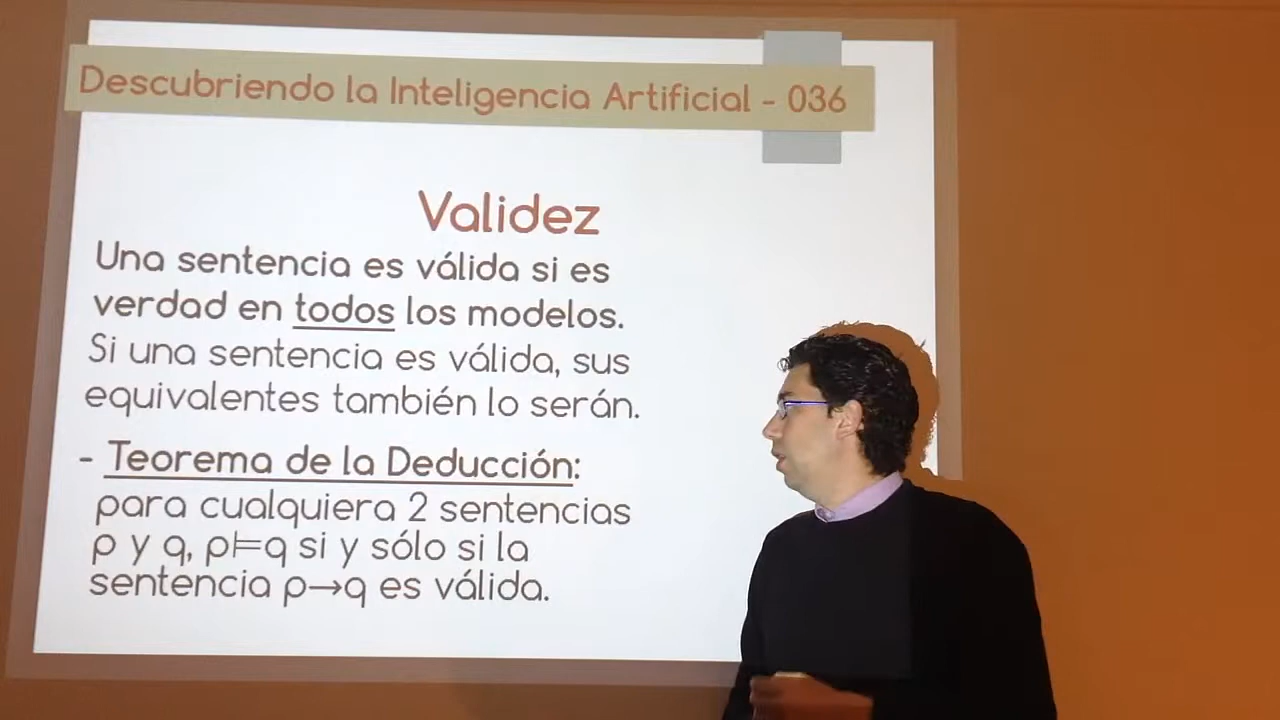 Descubriendo la Inteligencia Artificial - 036
Validez
Una sentencia es válida si es
verdad en todos los modelos.
Si una sentencia es válida, sus
equivalentes también lo serán.
- Teorema de la Deducción:
para cualquiera 2 sentencias
p y q, p⊨q si y sólo si la
sentencia p→q es válida.